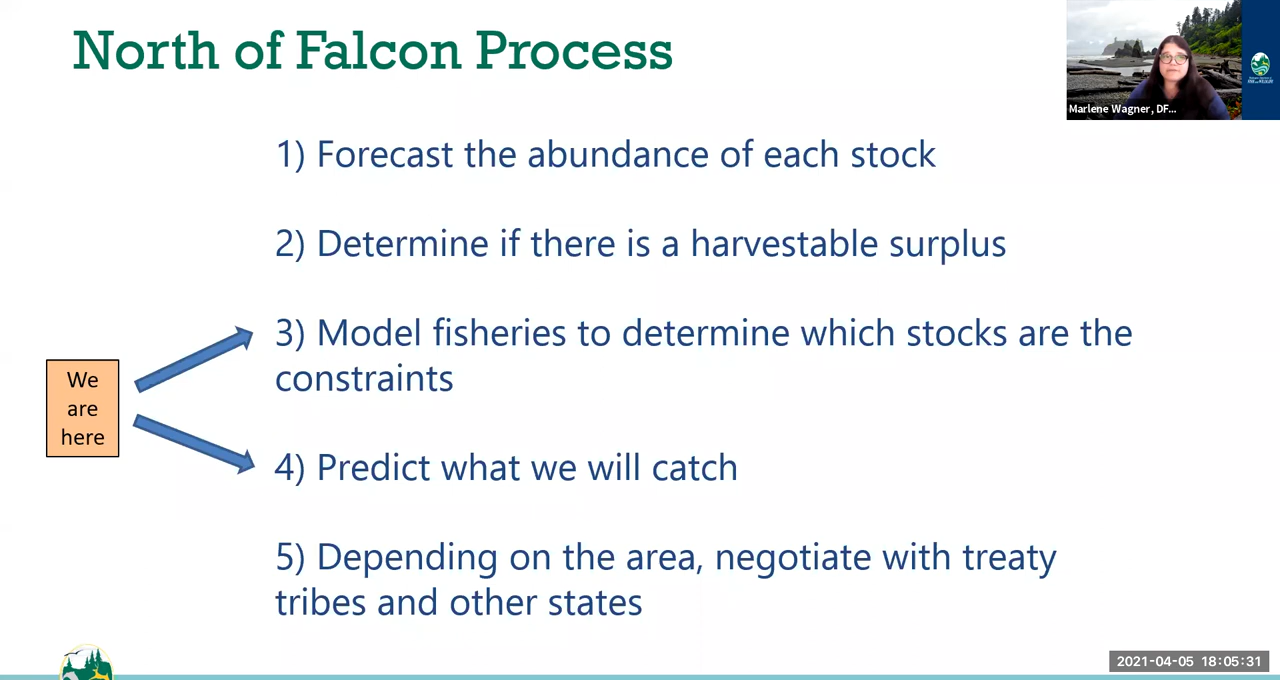 North of Falcon Process
Marlene Wagner, DF...
1) Forecast the abundance of each stock
2) Determine if there is a harvestable surplus
3) Model fisheries to determine which stocks are the
constraints
We
are
here
4) Predict what we will catch
5) Depending on the area, negotiate with treaty
tribes and other states
2021-04-05 18:05:31